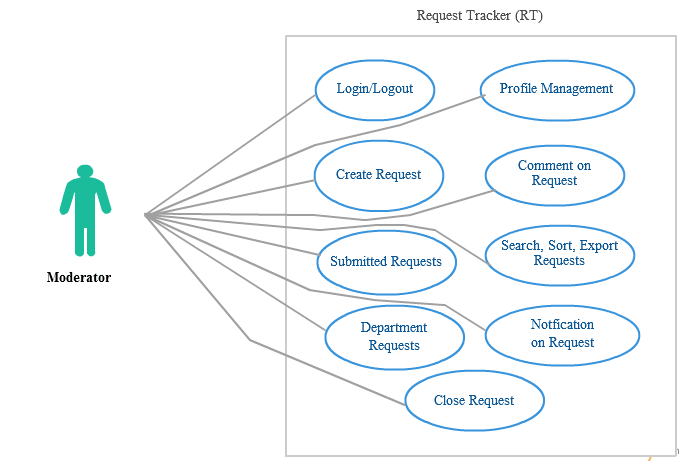 Request Tracker (RT)
Login/Logout
Profile Management
Create Request
Comment on
Request
Submitted Requests
Search, Sort, Export
Requests
Department
Requests
Notfication
on Request
Close Request
Moderator